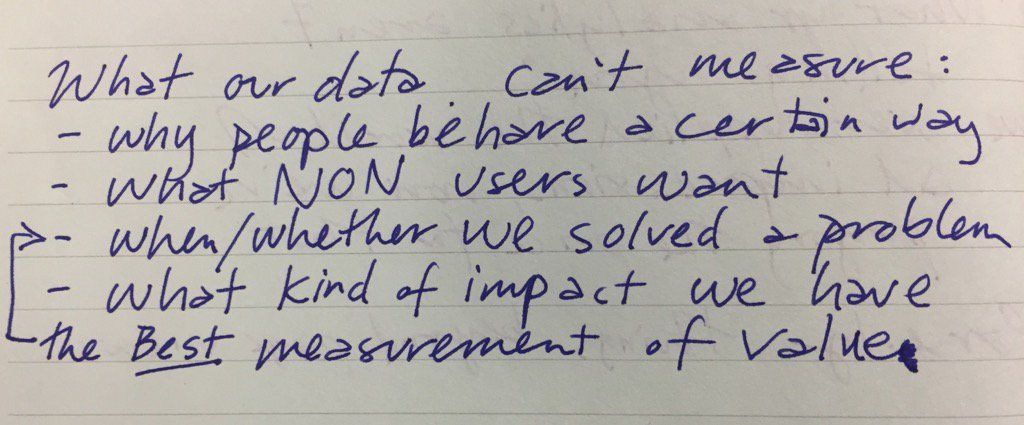 What our data can't measure:
- why people behave a certain way
- what NON users want
→ - when/whether we solved a problem
- what kind of impact we have
the Best measurement of value.